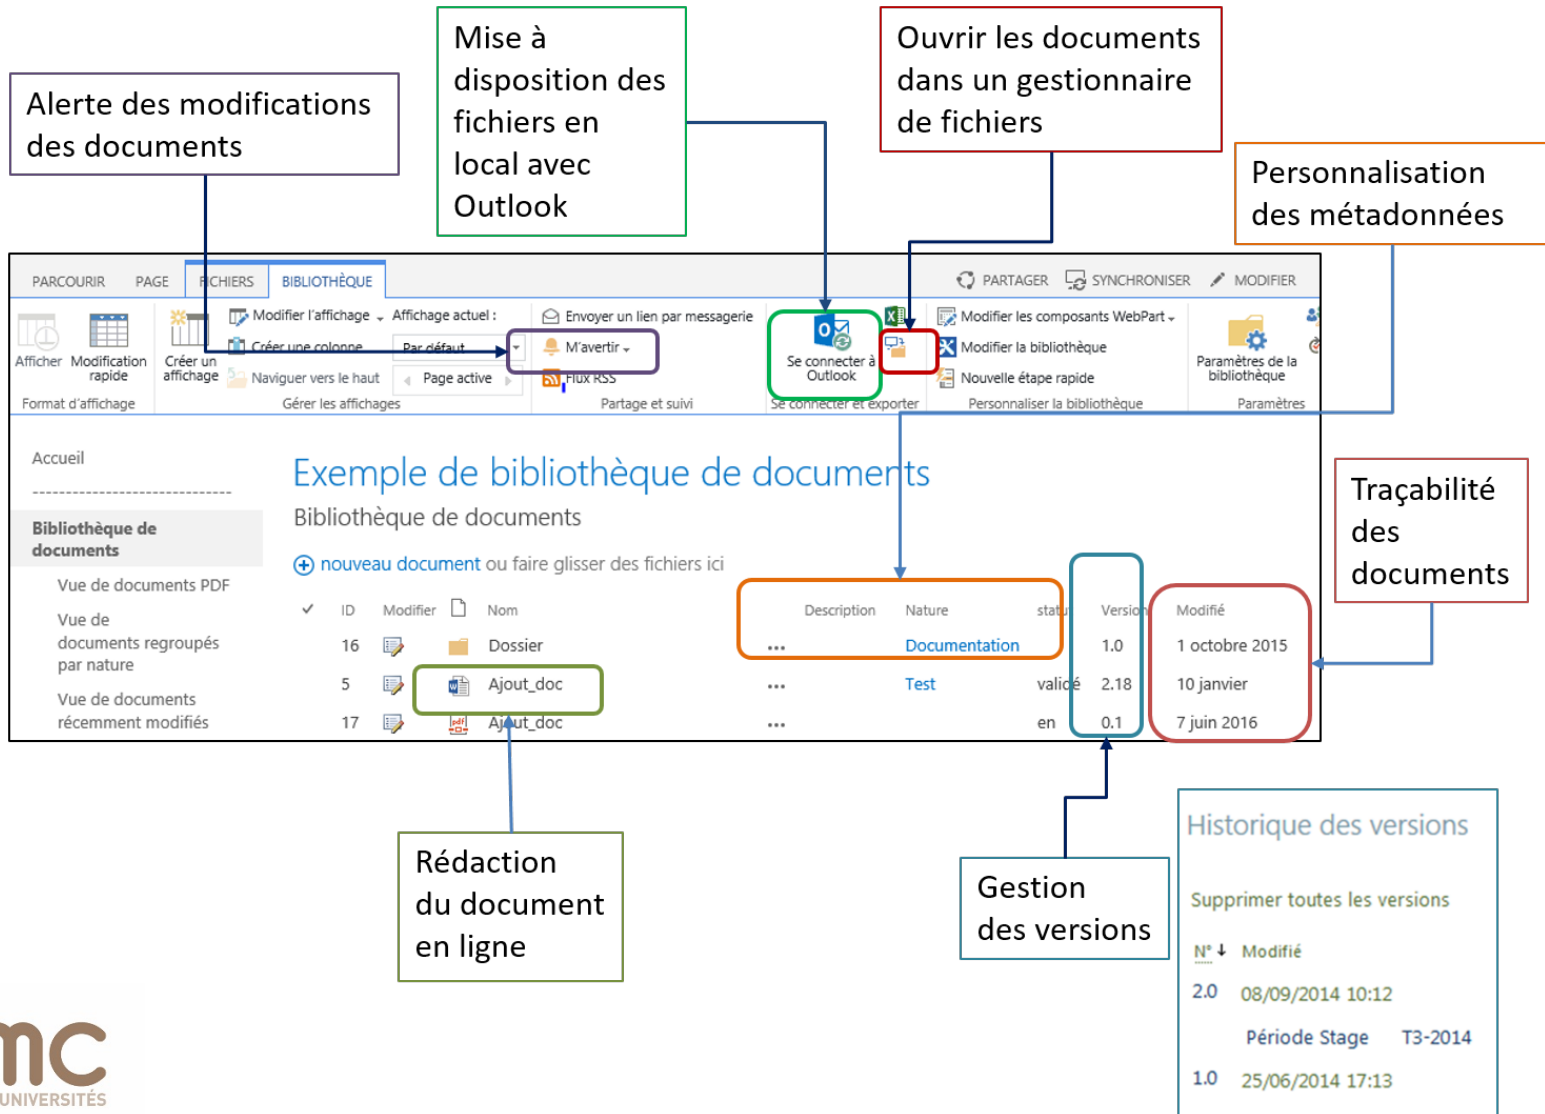 Mise à
disposition des
fichiers en
local avec
Outlook
Ouvrir les documents
dans un gestionnaire
de fichiers
Alerte des modifications
des documents
Personnalisation
des métadonnées
PARCOURIR PAGE FICHIERS BIBLIOTHÈQUE PARTAGER SYNCHRONISER MODIFIER
Afficher
Modification
rapide
Format d'affichage
Créer un
affichage
Modifier l'affichage
Créer une colonne
Naviguer vers le haut
Affichage actuel :
Par défaut
Page active
Gérer les affichages
Envoyer un lien par messagerie
M'avertir
Flux RSS
Partage et suivi
Se connecter à
Outlook
Se connecter et exporter
Modifier les composants WebPart
Modifier la bibliothèque
Nouvelle étape rapide
Personnaliser la bibliothèque
Paramètres de la
bibliothèque
Paramètres
Accueil
------------------------------
Bibliothèque de
documents
Vue de documents PDF
Vue de
documents regroupés
par nature
Vue de documents
récemment modifiés
Exemple de bibliothèque de documents
Bibliothèque de documents
nouveau document ou faire glisser des fichiers ici
ID Modifier Nom Description Nature statut Version Modifié
16 Dossier ... Documentation 1.0 1 octobre 2015
5 Ajout_doc ... Test validé 2.18 10 janvier
17 Ajout_doc ... en 0.1 7 juin 2016
Traçabilité
des
documents
Rédaction
du document
en ligne
Gestion
des versions
Historique des versions
Supprimer toutes les versions
N° Modifié
2.0 08/09/2014 10:12
Période Stage T3-2014
1.0 25/06/2014 17:13
mc
UNIVERSITÉS